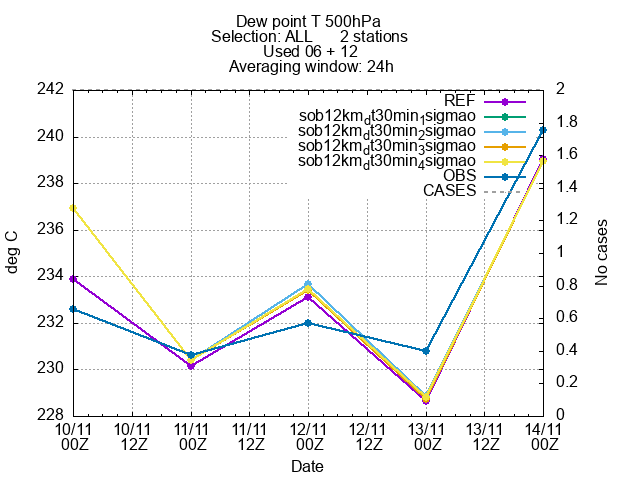 Dew point T 500hPa
Selection: ALL 2 stations
Used 06 + 12
Averaging window: 24h
242
240
238
236
234
232
230
228
deg C
2
1.8
1.6
1.4
1.2
1
0.8
0.6
0.4
0.2
0
No cases
REF
sob12km_dt30min_1sigmao
sob12km_dt30min_2sigmao
sob12km_dt30min_3sigmao
sob12km_dt30min_4sigmao
OBS
CASES
10/11 10/11 11/11 11/11 12/11 12/11 13/11 13/11 14/11
00Z 12Z 00Z 12Z 00Z 12Z 00Z 12Z 00Z
Date